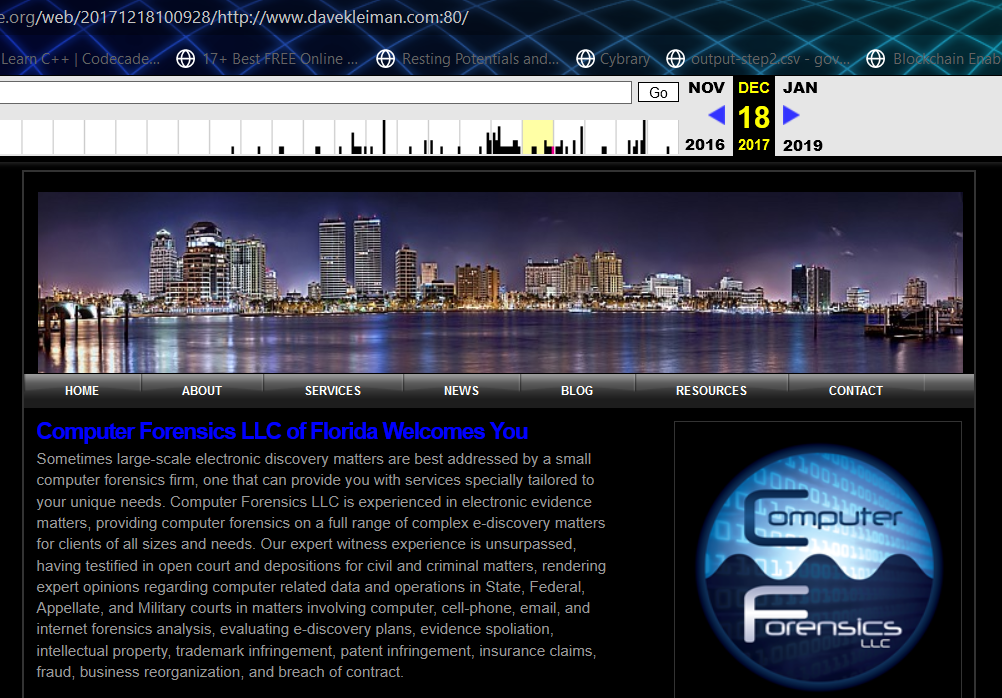 e.org/web/20171218100928/http://www.davekleiman.com:80/
Learn C++ | Codecade... 17+ Best FREE Online ... Resting Potentials and... Cybrary output-step2.csv - gov... Blockchain Enab
Go
NOV DEC JAN
18
2016 2017 2019
HOME ABOUT SERVICES NEWS BLOG RESOURCES CONTACT
Computer Forensics LLC of Florida Welcomes You
Sometimes large-scale electronic discovery matters are best addressed by a small
computer forensics firm, one that can provide you with services specially tailored to
your unique needs. Computer Forensics LLC is experienced in electronic evidence
matters, providing computer forensics on a full range of complex e-discovery matters
for clients of all sizes and needs. Our expert witness experience is unsurpassed,
having testified in open court and depositions for civil and criminal matters, rendering
expert opinions regarding computer related data and operations in State, Federal,
Appellate, and Military courts in matters involving computer, cell-phone, email, and
internet forensics analysis, evaluating e-discovery plans, evidence spoliation,
intellectual property, trademark infringement, patent infringement, insurance claims,
fraud, business reorganization, and breach of contract.
Computer
Forensics
LLC